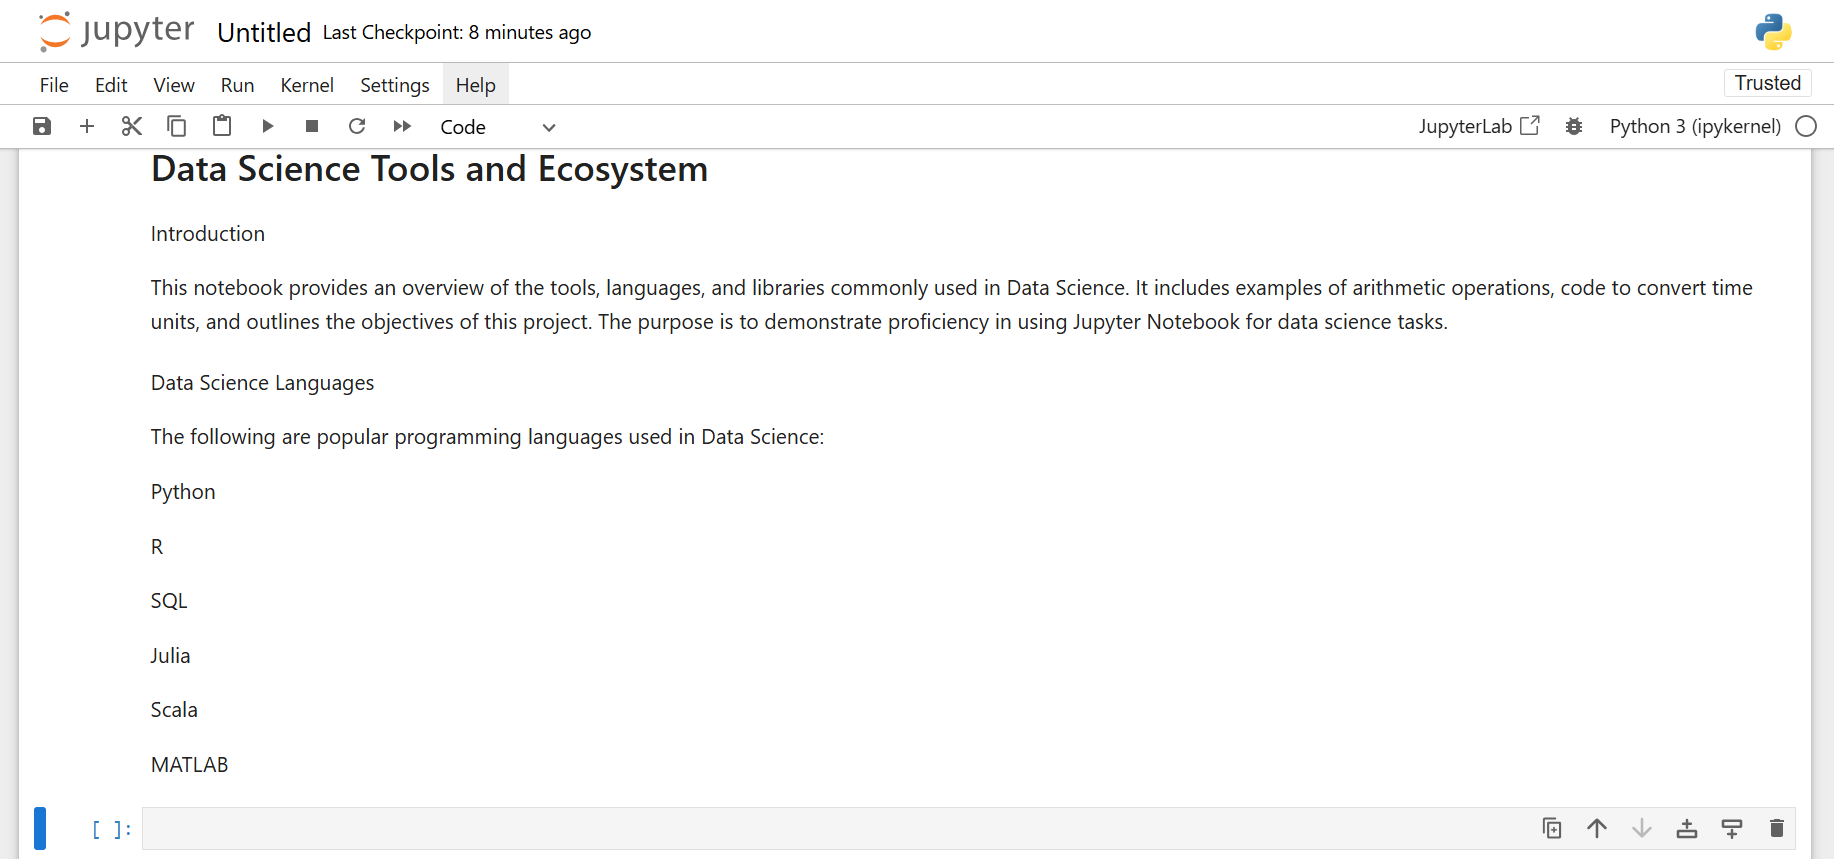 jupyter Untitled Last Checkpoint: 8 minutes ago
File Edit View Run Kernel Settings Help Trusted
Code JupyterLab Python 3 (ipykernel)
Data Science Tools and Ecosystem
Introduction
This notebook provides an overview of the tools, languages, and libraries commonly used in Data Science. It includes examples of arithmetic operations, code to convert time
units, and outlines the objectives of this project. The purpose is to demonstrate proficiency in using Jupyter Notebook for data science tasks.
Data Science Languages
The following are popular programming languages used in Data Science:
Python
R
SQL
Julia
Scala
MATLAB
[ ]: